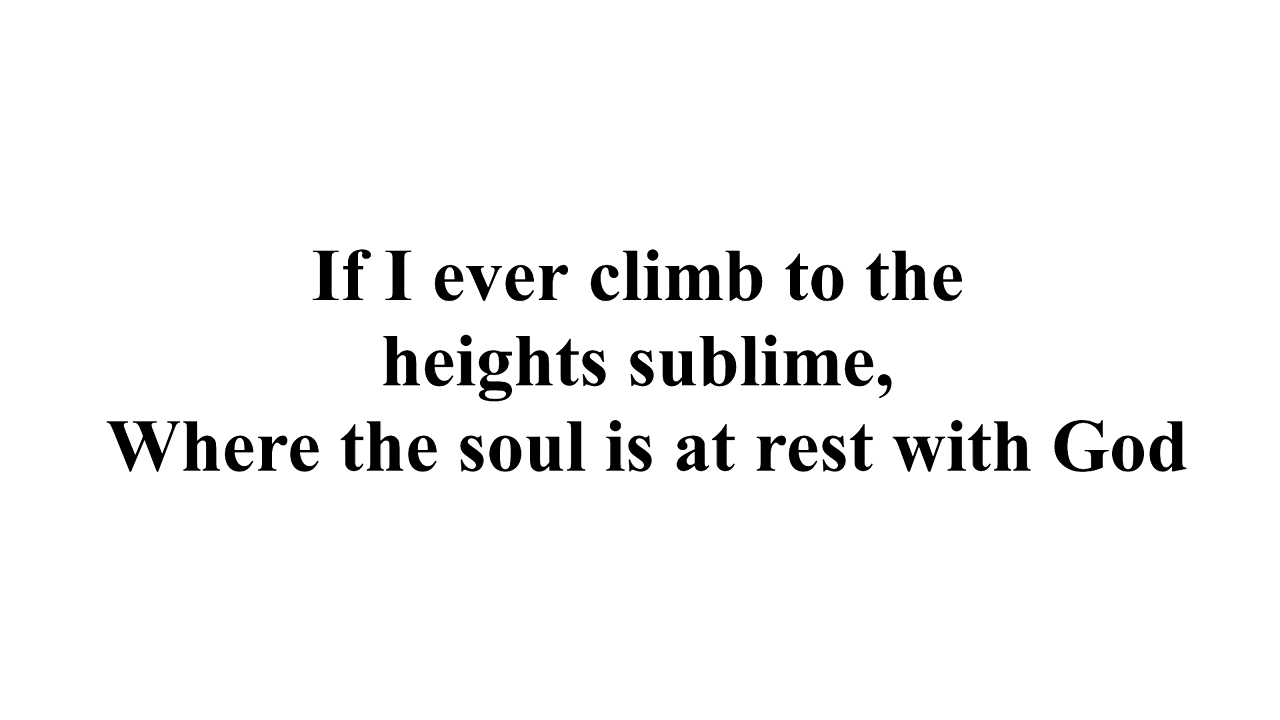 If I ever climb to the
heights sublime,
Where the soul is at rest with God